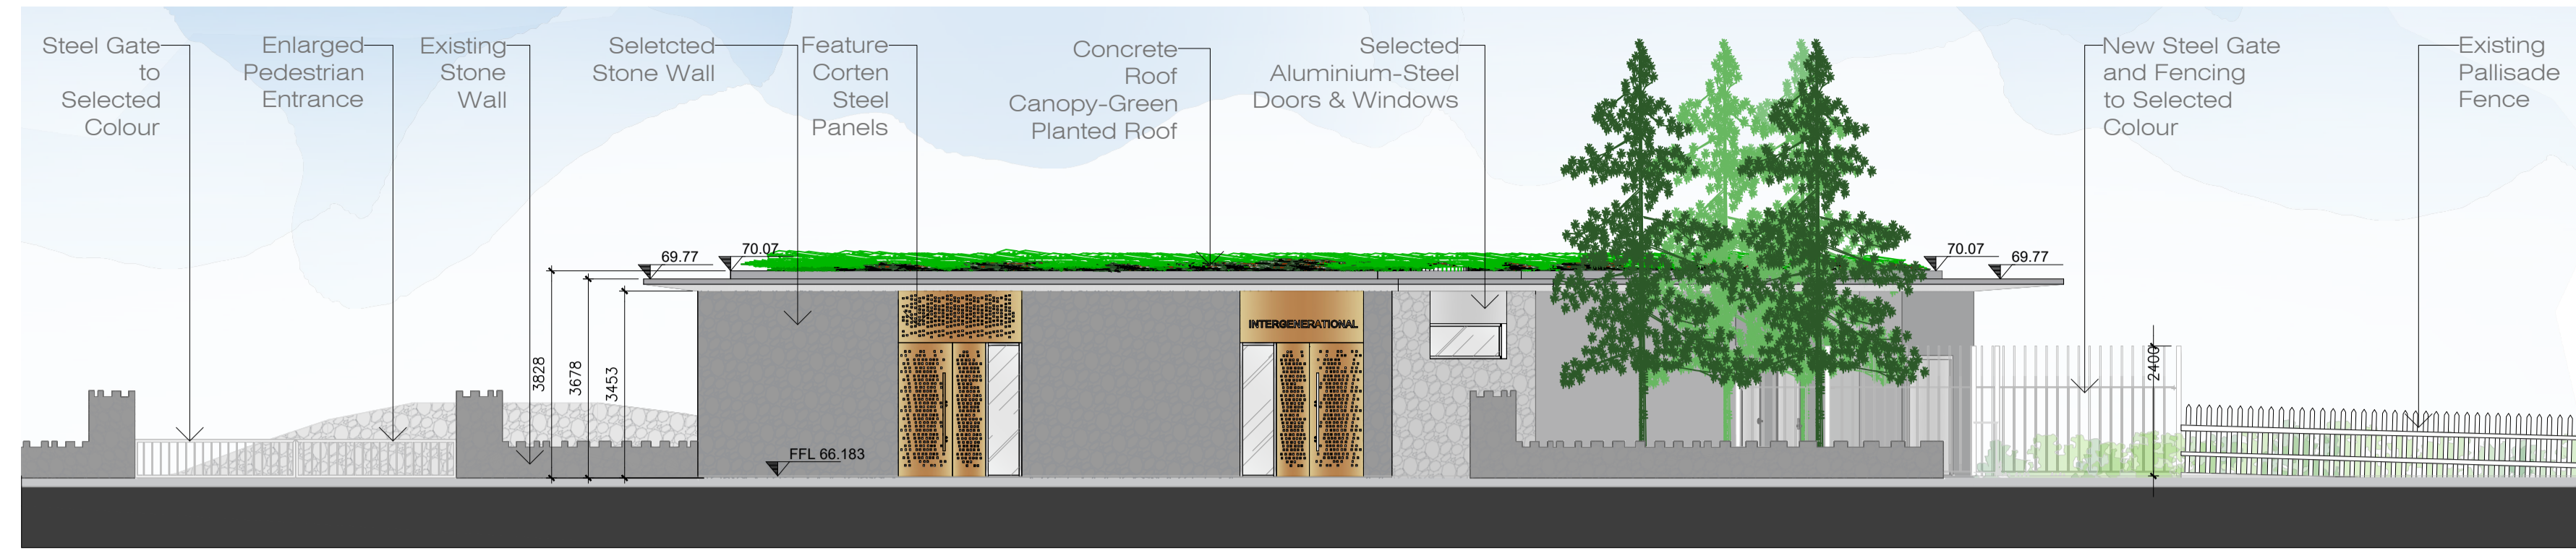 Steel Gate
to
Selected
Colour
Enlarged
Pedestrian
Entrance
Existing
Stone
Wall
Seletcted
Stone Wall
Feature
Corten
Steel
Panels
Concrete
Roof
Canopy-Green
Planted Roof
Selected
Aluminium-Steel
Doors & Windows
New Steel Gate
and Fencing
to Selected
Colour
Existing
Pallisade
Fence
69.77
70.07
70.07
69.77
3828
3678
3453
INTERGENERATIONAL
2400
FFL 66.183